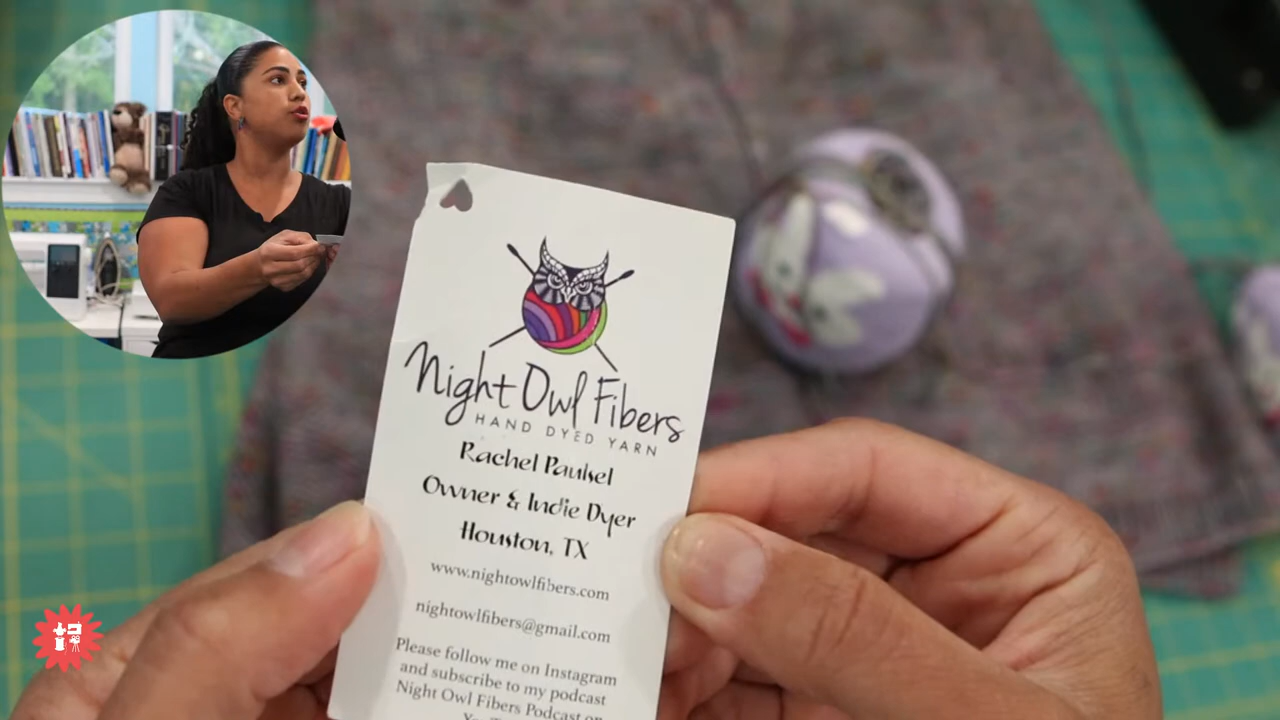 Night Owl Fibers
HAND DYED YARN
Rachel Paulsel
Owner & Indie Dyer
Houston, TX
www.nightowlfibers.com
nightowlfibers@gmail.com
Please follow me on Instagram
and subscribe to my podcast
Night Owl Fibers Podcast on